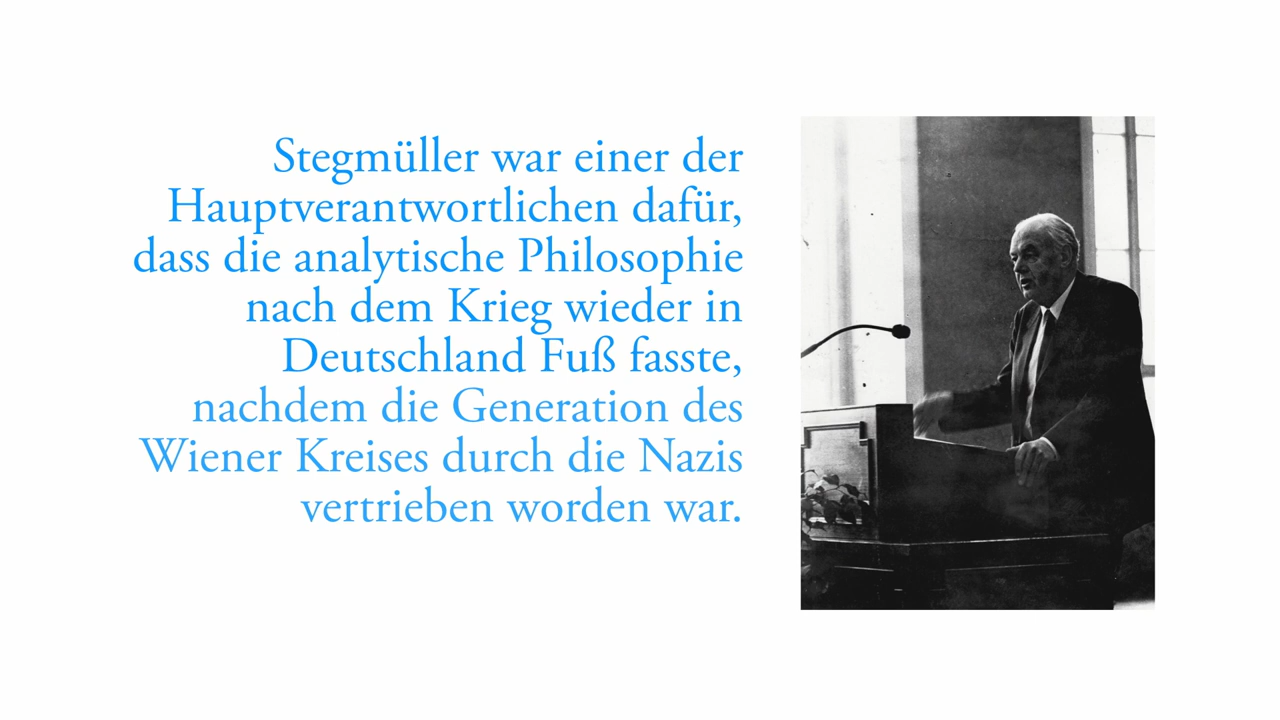 Stegmüller war einer der
Hauptverantwortlichen dafür,
dass die analytische Philosophie
nach dem Krieg wieder in
Deutschland Fuß fasste,
nachdem die Generation des
Wiener Kreises durch die Nazis
vertrieben worden war.